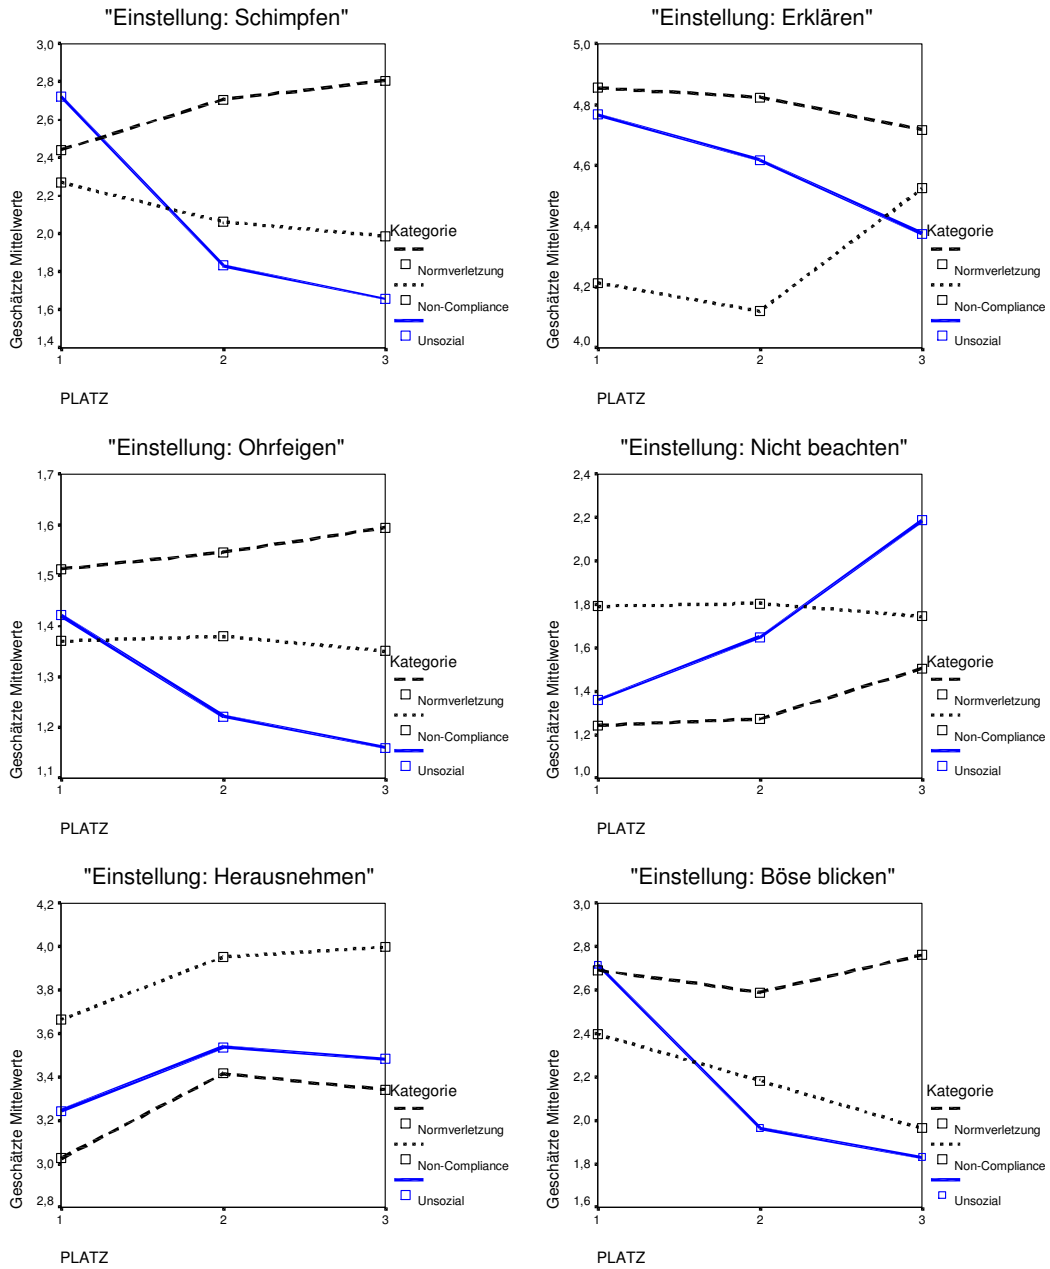 "Einstellung: Schimpfen"
3,0
2,8
2,6
2,4
2,2
2,0
1,8
1,6
1,4
Geschätzte Mittelwerte
1 2 3
PLATZ
Kategorie
Normverletzung
Non-Compliance
Unsozial
"Einstellung: Erklären"
5,0
4,8
4,6
4,4
4,2
4,0
Geschätzte Mittelwerte
1 2 3
PLATZ
Kategorie
Normverletzung
Non-Compliance
Unsozial
"Einstellung: Ohrfeigen"
1,7
1,6
1,5
1,4
1,3
1,2
1,1
Geschätzte Mittelwerte
1 2 3
PLATZ
Kategorie
Normverletzung
Non-Compliance
Unsozial
"Einstellung: Nicht beachten"
2,4
2,2
2,0
1,8
1,6
1,4
1,2
1,0
Geschätzte Mittelwerte
1 2 3
PLATZ
Kategorie
Normverletzung
Non-Compliance
Unsozial
"Einstellung: Herausnehmen"
4,2
4,0
3,8
3,6
3,4
3,2
3,0
2,8
Geschätzte Mittelwerte
1 2 3
PLATZ
Kategorie
Normverletzung
Non-Compliance
Unsozial
"Einstellung: Böse blicken"
3,0
2,8
2,6
2,4
2,2
2,0
1,8
1,6
Geschätzte Mittelwerte
1 2 3
PLATZ
Kategorie
Normverletzung
Non-Compliance
Unsozial